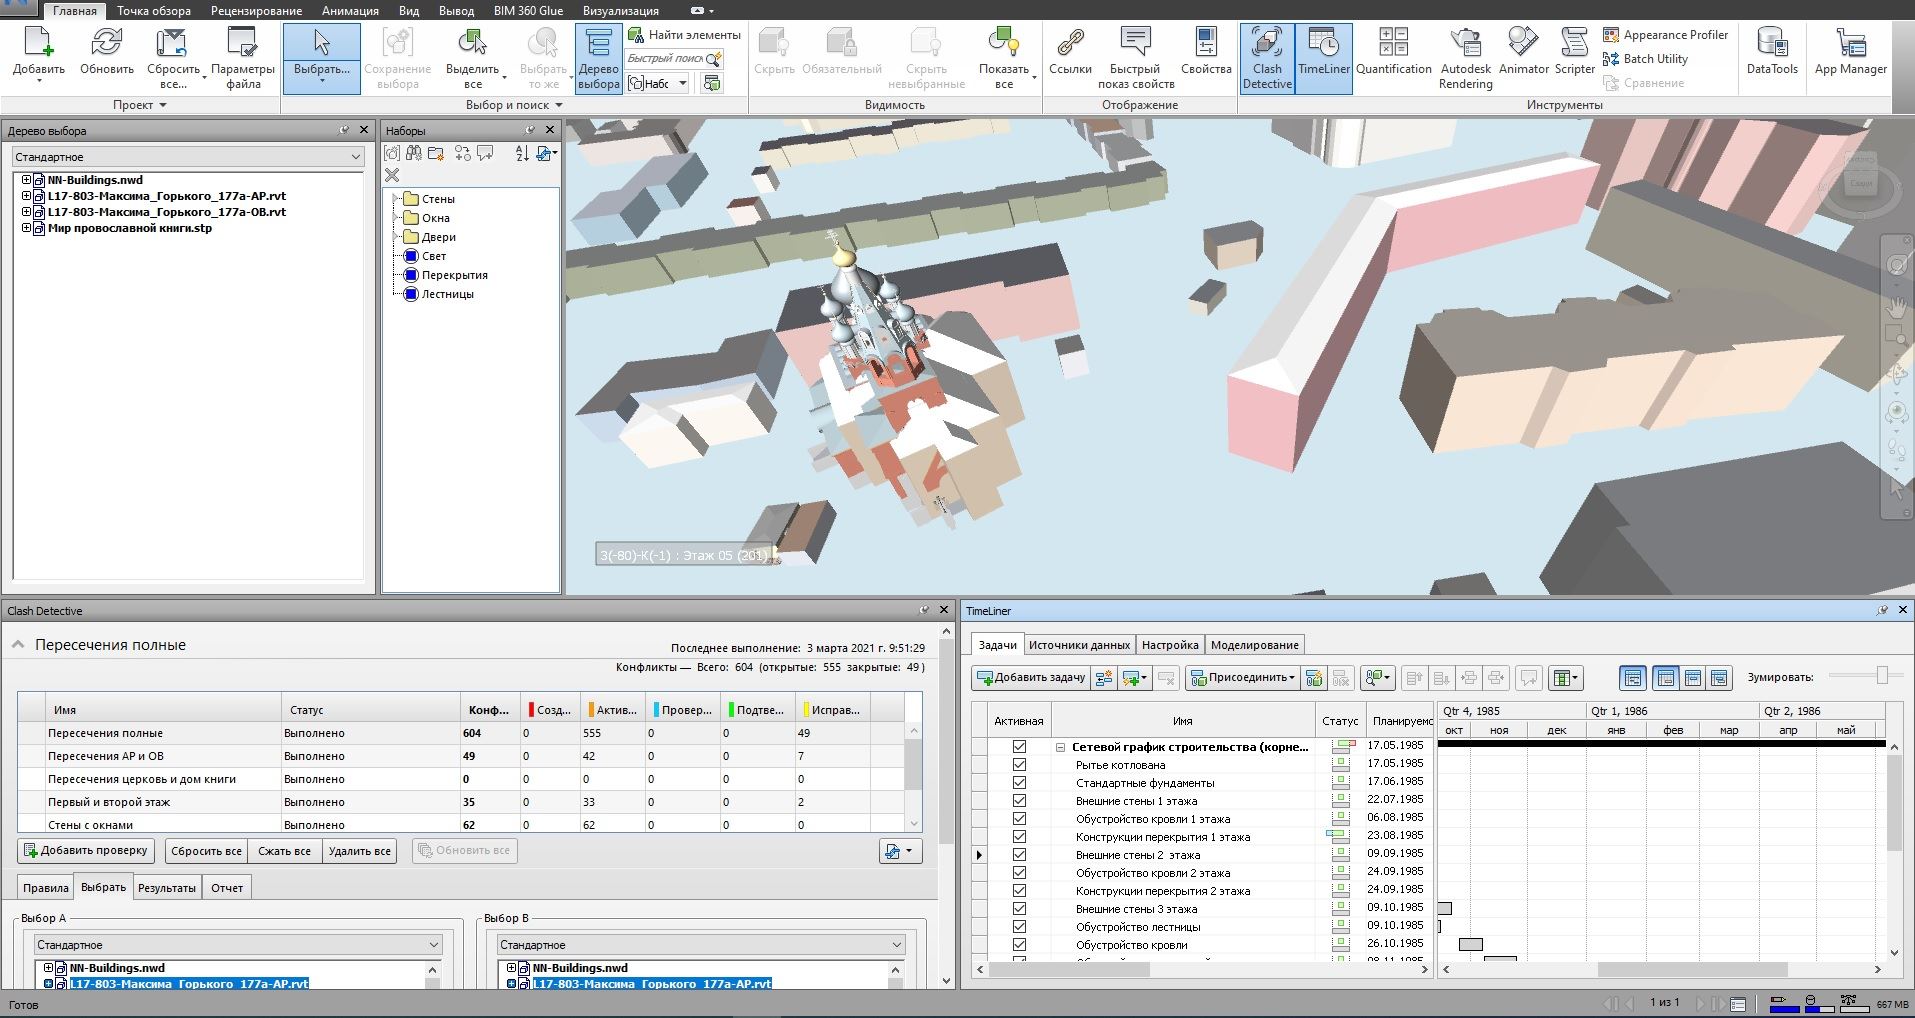 Главная Точка обзора Рецензирование Анимация Вид Вывод BIM 360 Glue Визуализация
Добавить Обновить Сбросить все... Параметры файла
Проект
Выбрать... Сохранение выбора Выделить все Выбрать то же Дерево выбора
Найти элементы
Быстрый поиск
Набс
Выбор и поиск
Скрыть Обязательный Скрыть невыбранные Показать все
Видимость
Ссылки Быстрый показ свойств Свойства
Отображение
Clash Detective TimeLiner Quantification Autodesk Rendering Animator Scripter
Appearance Profiler
Batch Utility
Сравнение
DataTools App Manager
Инструменты
Дерево выбора
Стандартное
NN-Buildings.nwd
L17-803-Максима_Горького_177а-АР.rvt
L17-803-Максима_Горького_177а-ОВ.rvt
Мир провославной книги.stp
Наборы
Стены
Окна
Двери
Свет
Перекрытия
Лестницы
З(-80)-К(-1) : Этаж 05 (201)
Clash Detective
Пересечения полные
Последнее выполнение: 3 марта 2021 г. 9:51:29
Конфликты — Всего: 604 (открытые: 555 закрытые: 49 )
Имя Статус Конф... Созд... Актив... Провер... Подтве... Исправ...
Пересечения полные Выполнено 604 0 555 0 0 49
Пересечения АР и ОВ Выполнено 49 0 42 0 0 7
Пересечения церковь и дом книги Выполнено 0 0 0 0 0 0
Первый и второй этаж Выполнено 35 0 33 0 0 2
Стены с окнами Выполнено 62 0 62 0 0 0
Добавить проверку Сбросить все Сжать все Удалить все Обновить все
Правила Выбрать Результаты Отчет
Выбор А
Стандартное
NN-Buildings.nwd
L17-803-Максима_Горького_177а-АР.rvt
Выбор В
Стандартное
NN-Buildings.nwd
L17-803-Максима_Горького_177а-АР.rvt
TimeLiner
Задачи Источники данных Настройка Моделирование
Добавить задачу Присоединить Зумировать:
Активная Имя Статус Планируемс
Qtr 4, 1985 Qtr 1, 1986 Qtr 2, 1986
окт ноя дек янв фев мар апр май
Сетевой график строительства (корне... 17.05.1985
Рытье котлована 17.05.1985
Стандартные фундаменты 17.06.1985
Внешние стены 1 этажа 22.07.1985
Обустройство кровли 1 этажа 06.08.1985
Конструкции перекрытия 1 этажа 23.08.1985
Внешние стены 2 этажа 09.09.1985
Обустройство кровли 2 этажа 24.09.1985
Конструкции перекрытия 2 этажа 24.09.1985
Внешние стены 3 этажа 09.10.1985
Обустройство лестницы 09.10.1985
Обустройство кровли 26.10.1985
08.11.1985
Готов
1 из 1
667 MB